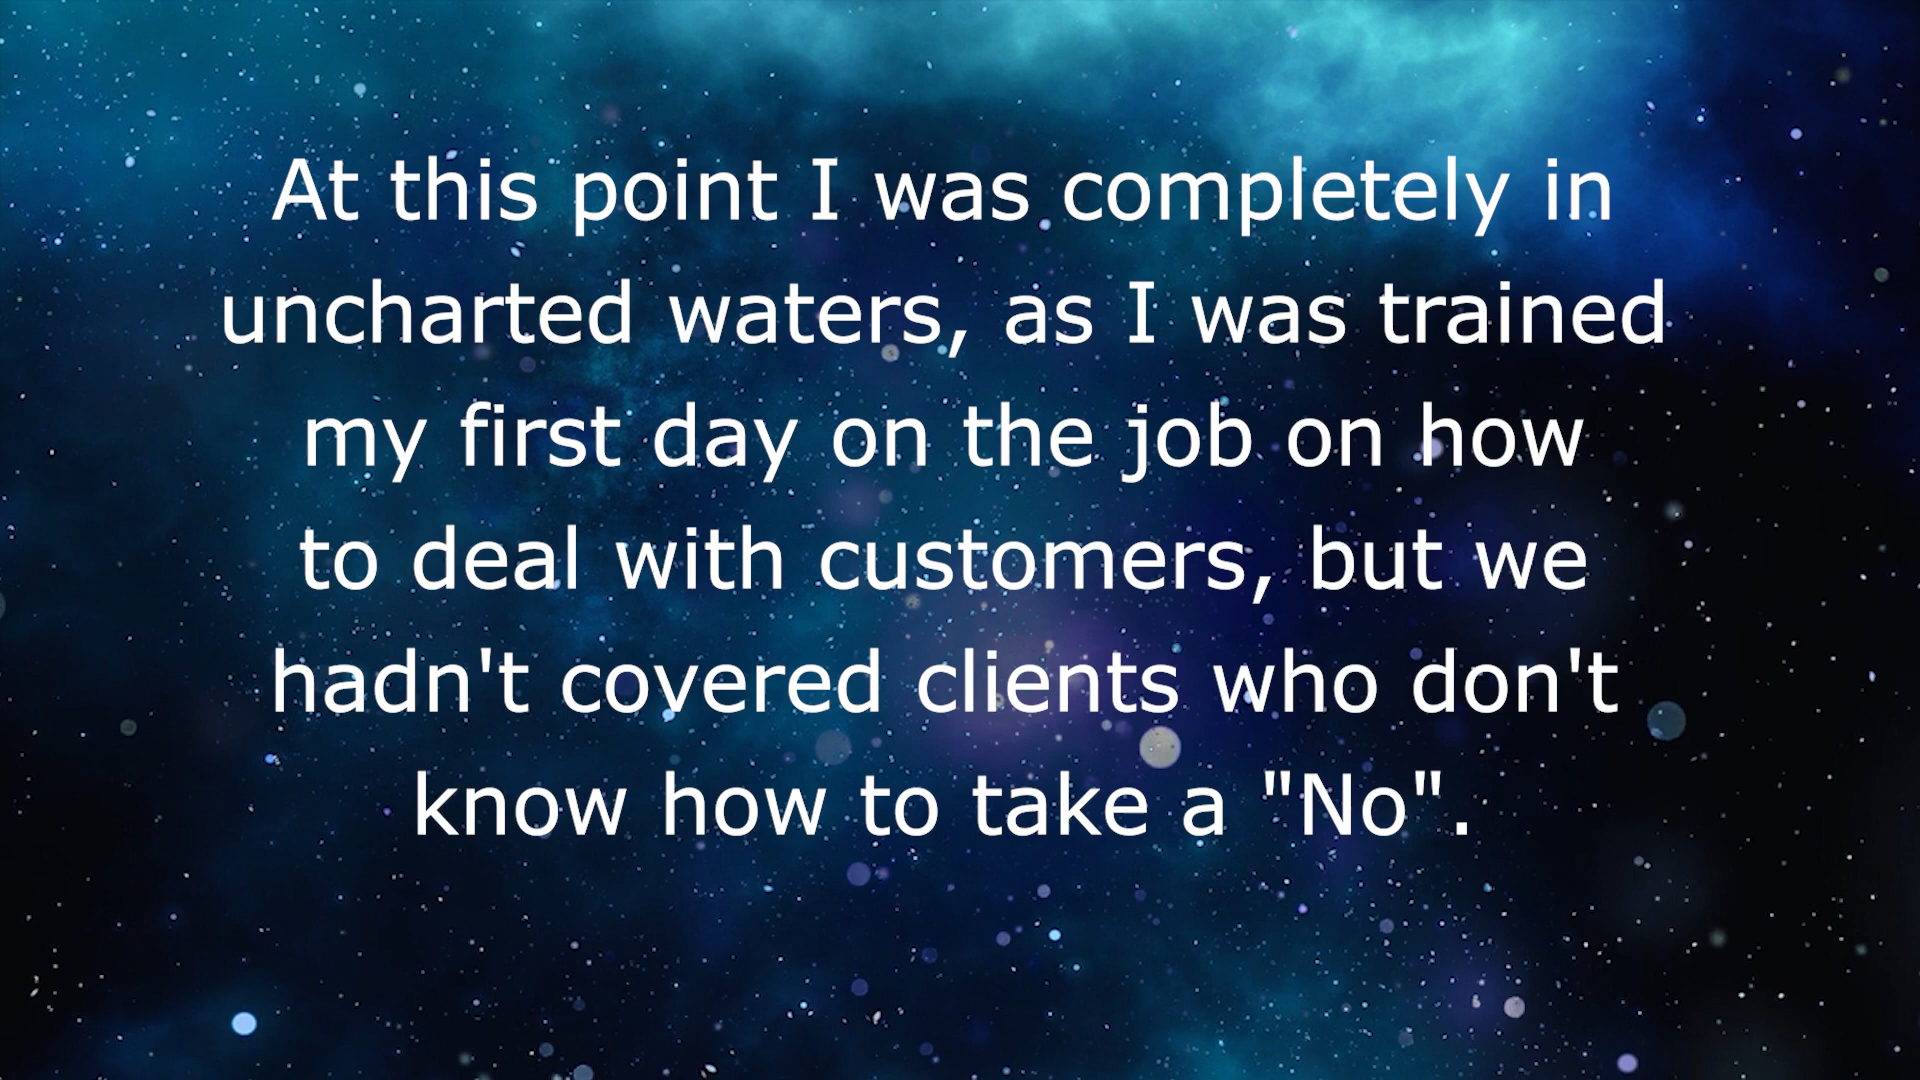 At this point I was completely in
uncharted waters, as I was trained
my first day on the job on how
to deal with customers, but we
hadn't covered clients who don't
know how to take a "No".